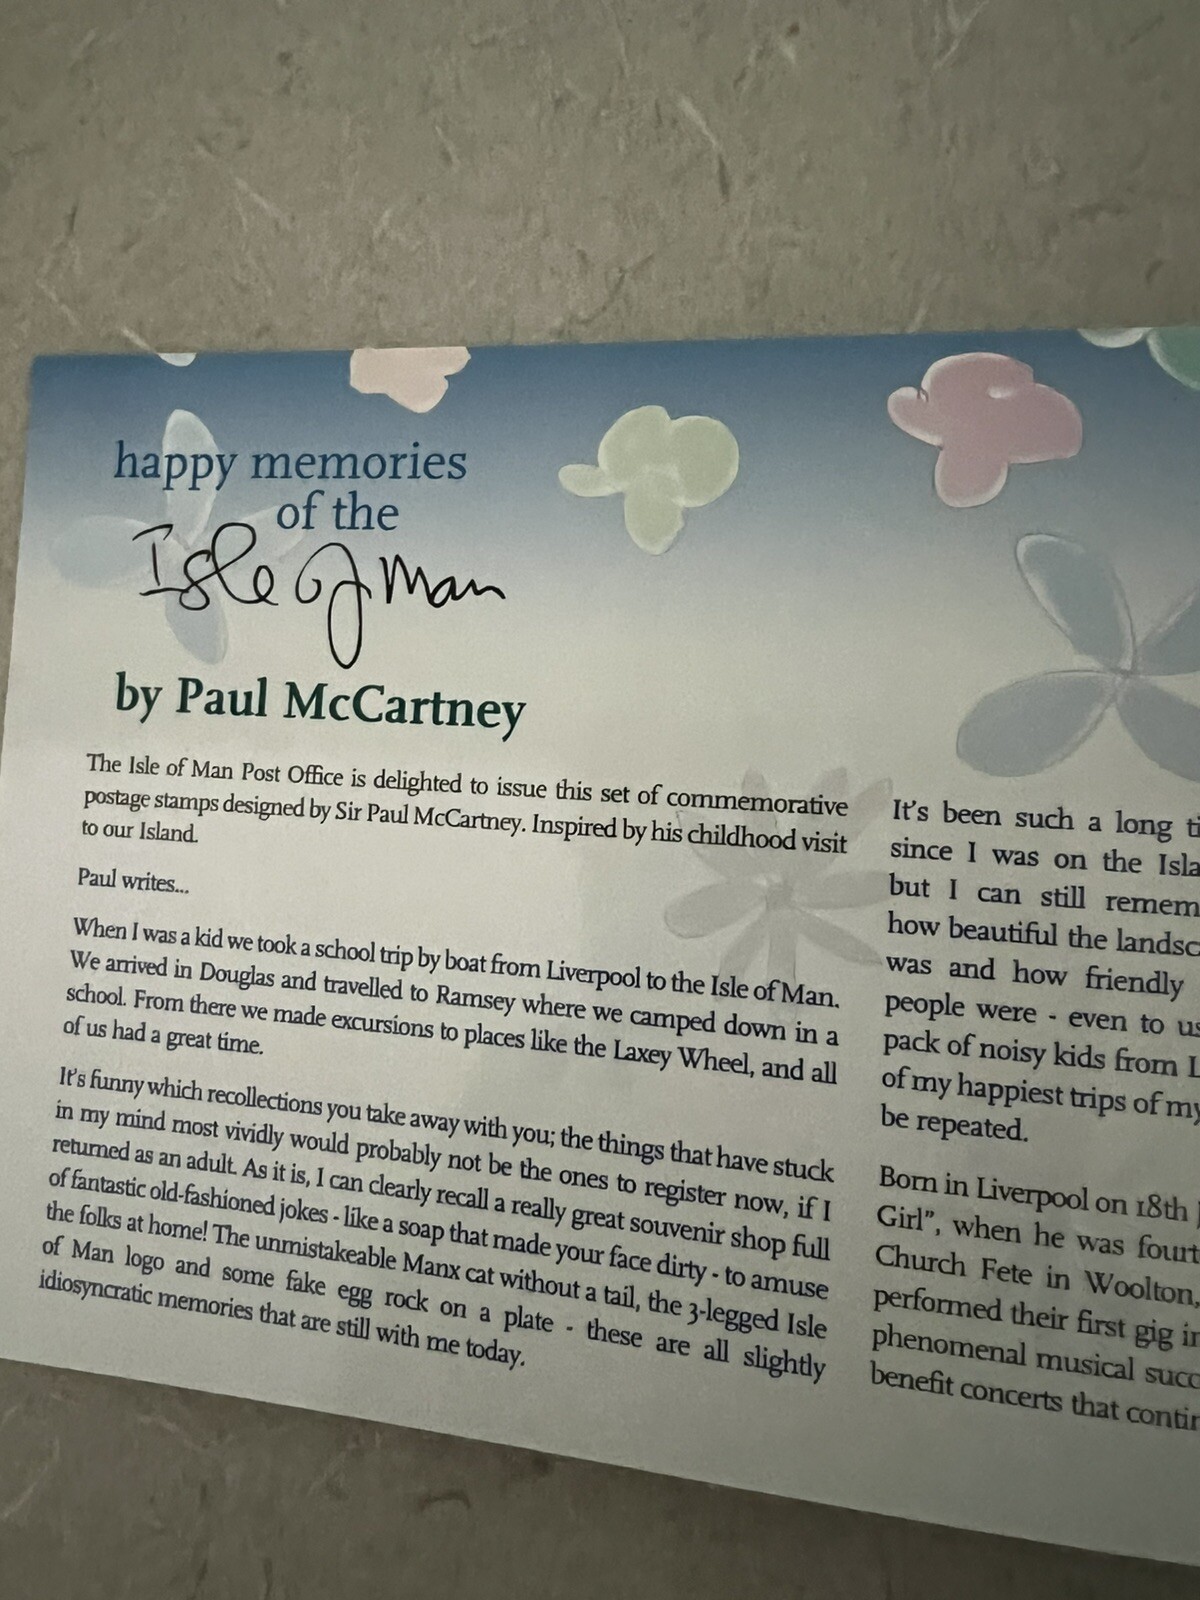 happy memories
of the
Isle of Man
by Paul McCartney
The Isle of Man Post Office is delighted to issue this set of commemorative
postage stamps designed by Sir Paul McCartney. Inspired by his childhood visit
to our Island.
Paul writes...
When I was a kid we took a school trip by boat from Liverpool to the Isle of Man.
We arrived in Douglas and travelled to Ramsey where we camped down in a
school. From there we made excursions to places like the Laxey Wheel, and all
of us had a great time.
It's funny which recollections you take away with you; the things that have stuck
in my mind most vividly would probably not be the ones to register now, if I
returned as an adult. As it is, I can clearly recall a really great souvenir shop full
of fantastic old-fashioned jokes - like a soap that made your face dirty - to amuse
the folks at home! The unmistakeable Manx cat without a tail, the 3-legged Isle
of Man logo and some fake egg rock on a plate - these are all slightly
idiosyncratic memories that are still with me today.
It's been such a long
since I was on the
but I can still
how beautiful the
was and how friendly
people were - even to
pack of noisy kids from
of my happiest trips of my
be repeated.
Born in Liverpool on 18th
Girl”, when he was
Church Fete in Woolton,
performed their first gig
phenomenal musical
benefit concerts that